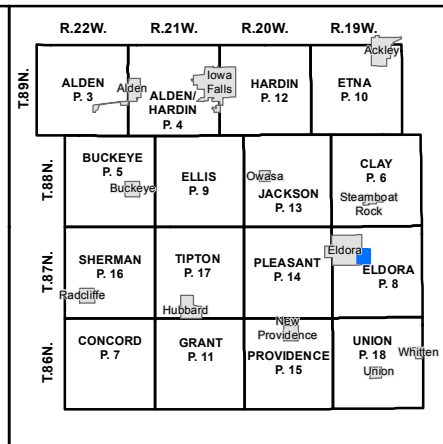 R.22W. R.21W. R.20W. R.19W.
Ackley
T.89N.
ALDEN
P. 3
Alden
ALDEN/
HARDIN
P. 4
Iowa
Falls
HARDIN
P. 12
ETNA
P. 10
T.88N.
BUCKEYE
P. 5
Buckeye
ELLIS
P. 9
Owasa
JACKSON
P. 13
CLAY
P. 6
Steamboat
Rock
T.87N.
SHERMAN
P. 16
Radcliffe
TIPTON
P. 17
Hubbard
PLEASANT
P. 14
Eldora
ELDORA
P. 8
T.86N.
CONCORD
P. 7
GRANT
P. 11
New
Providence
PROVIDENCE
P. 15
UNION
P. 18
Whitten
Union